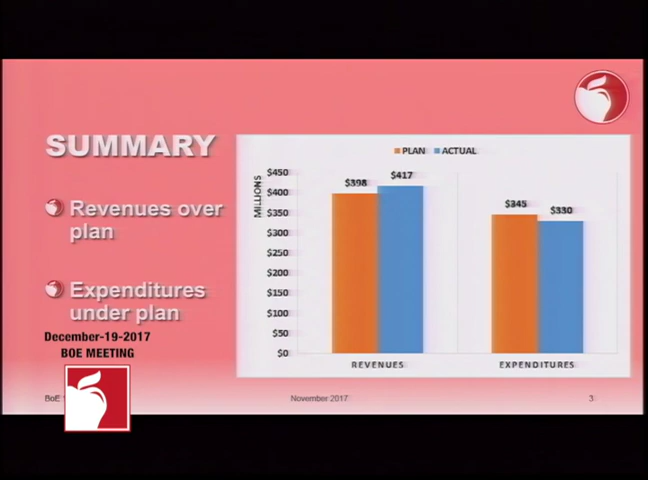 SUMMARY
Revenues over
plan
Expenditures
under plan
December-19-2017
BOE MEETING
PLAN ACTUAL
MILLIONS
$450
$400
$350
$300
$250
$200
$150
$100
$50
$0
$398
$417
$345
$330
REVENUES
EXPENDITURES
BoE
November 2017
3